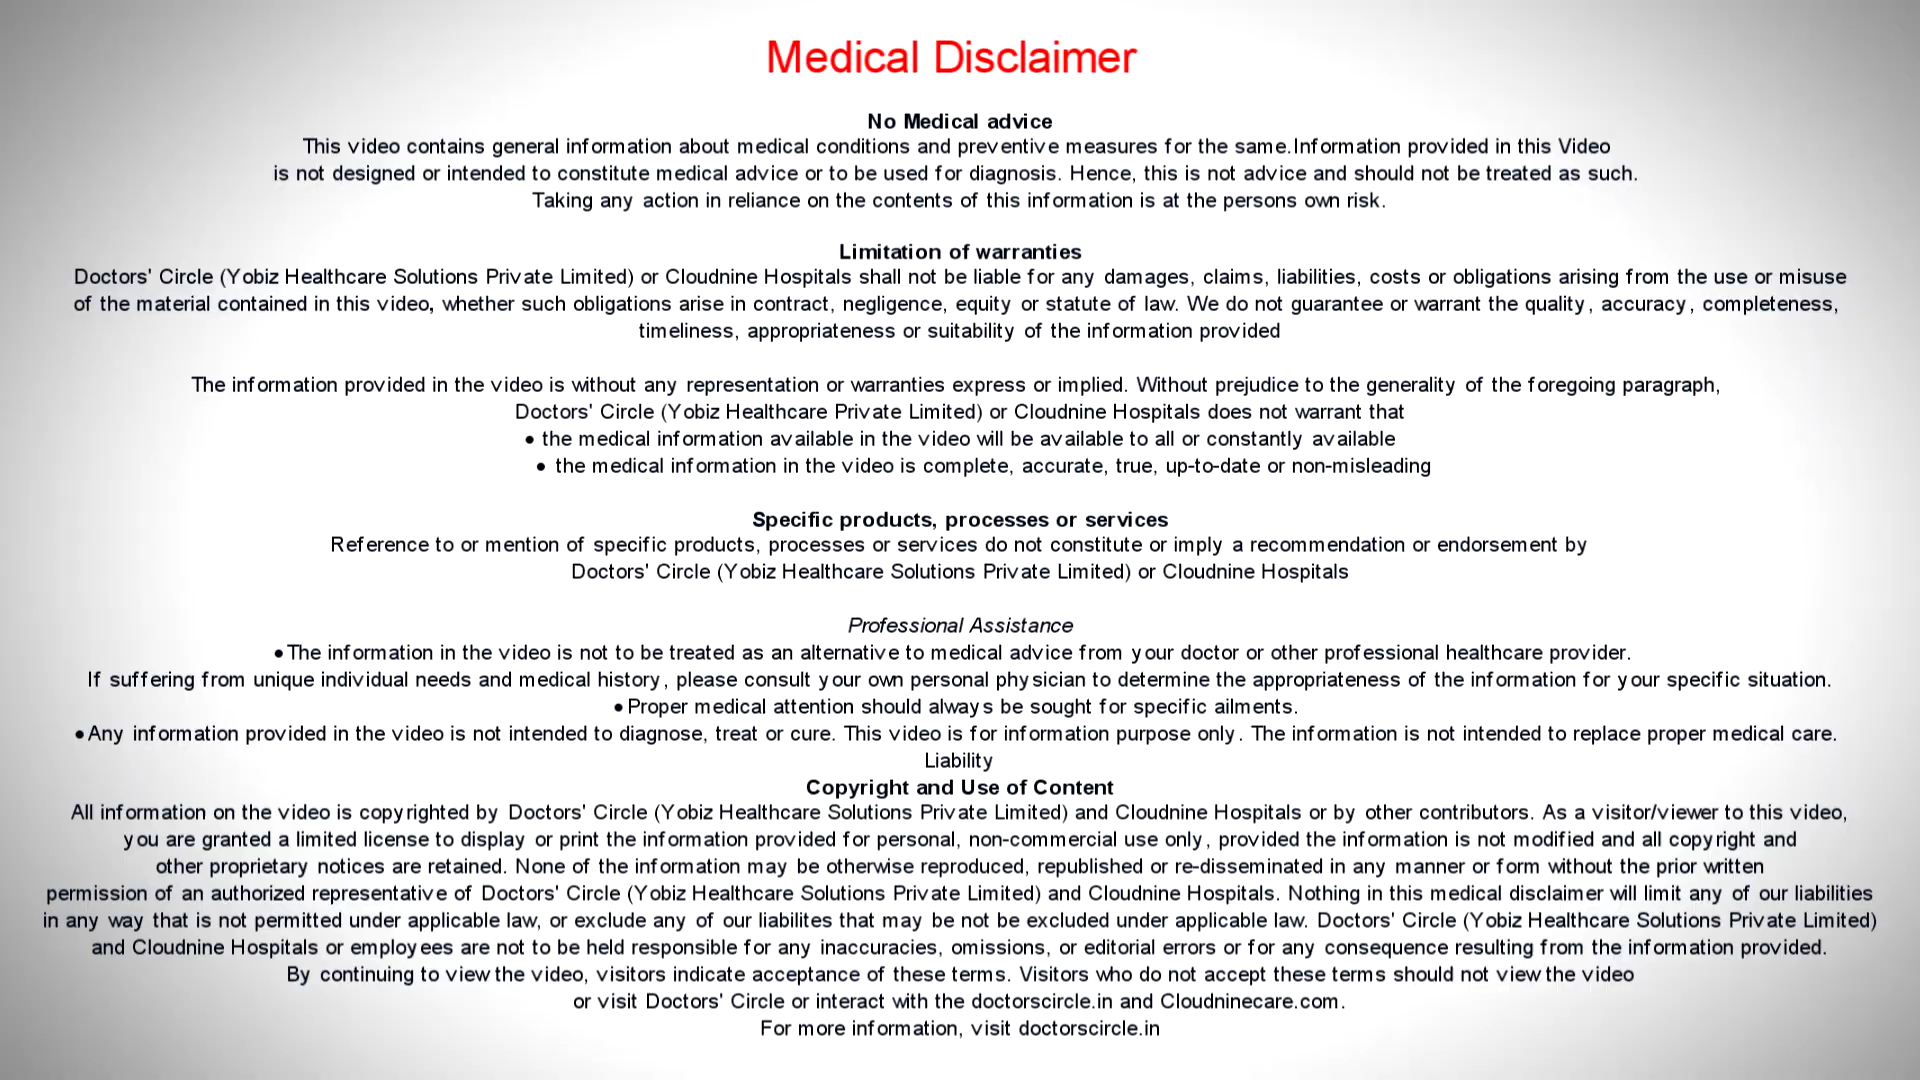 Medical Disclaimer
No Medical advice
This video contains general information about medical conditions and preventive measures for the same.Information provided in this Video
is not designed or intended to constitute medical advice or to be used for diagnosis. Hence, this is not advice and should not be treated as such.
Taking any action in reliance on the contents of this information is at the persons own risk.
Limitation of warranties
Doctors' Circle (Yobiz Healthcare Solutions Private Limited) or Cloudnine Hospitals shall not be liable for any damages, claims, liabilities, costs or obligations arising from the use or misuse
of the material contained in this video, whether such obligations arise in contract, negligence, equity or statute of law. We do not guarantee or warrant the quality, accuracy, completeness,
timeliness, appropriateness or suitability of the information provided
The information provided in the video is without any representation or warranties express or implied. Without prejudice to the generality of the foregoing paragraph,
Doctors' Circle (Yobiz Healthcare Private Limited) or Cloudnine Hospitals does not warrant that
• the medical information available in the video will be available to all or constantly available
• the medical information in the video is complete, accurate, true, up-to-date or non-misleading
Specific products, processes or services
Reference to or mention of specific products, processes or services do not constitute or imply a recommendation or endorsement by
Doctors' Circle (Yobiz Healthcare Solutions Private Limited) or Cloudnine Hospitals
Professional Assistance
•The information in the video is not to be treated as an alternative to medical advice from your doctor or other professional healthcare provider.
If suffering from unique individual needs and medical history, please consult your own personal physician to determine the appropriateness of the information for your specific situation.
•Proper medical attention should always be sought for specific ailments.
•Any information provided in the video is not intended to diagnose, treat or cure. This video is for information purpose only. The information is not intended to replace proper medical care.
Liability
Copyright and Use of Content
All information on the video is copyrighted by Doctors' Circle (Yobiz Healthcare Solutions Private Limited) and Cloudnine Hospitals or by other contributors. As a visitor/viewer to this video,
you are granted a limited license to display or print the information provided for personal, non-commercial use only, provided the information is not modified and all copyright and
other proprietary notices are retained. None of the information may be otherwise reproduced, republished or re-disseminated in any manner or form without the prior written
permission of an authorized representative of Doctors' Circle (Yobiz Healthcare Solutions Private Limited) and Cloudnine Hospitals. Nothing in this medical disclaimer will limit any of our liabilities
in any way that is not permitted under applicable law, or exclude any of our liabilites that may be not be excluded under applicable law. Doctors' Circle (Yobiz Healthcare Solutions Private Limited)
and Cloudnine Hospitals or employees are not to be held responsible for any inaccuracies, omissions, or editorial errors or for any consequence resulting from the information provided.
By continuing to view the video, visitors indicate acceptance of these terms. Visitors who do not accept these terms should not view the video
or visit Doctors' Circle or interact with the doctorscircle.in and Cloudninecare.com.
For more information, visit doctorscircle.in